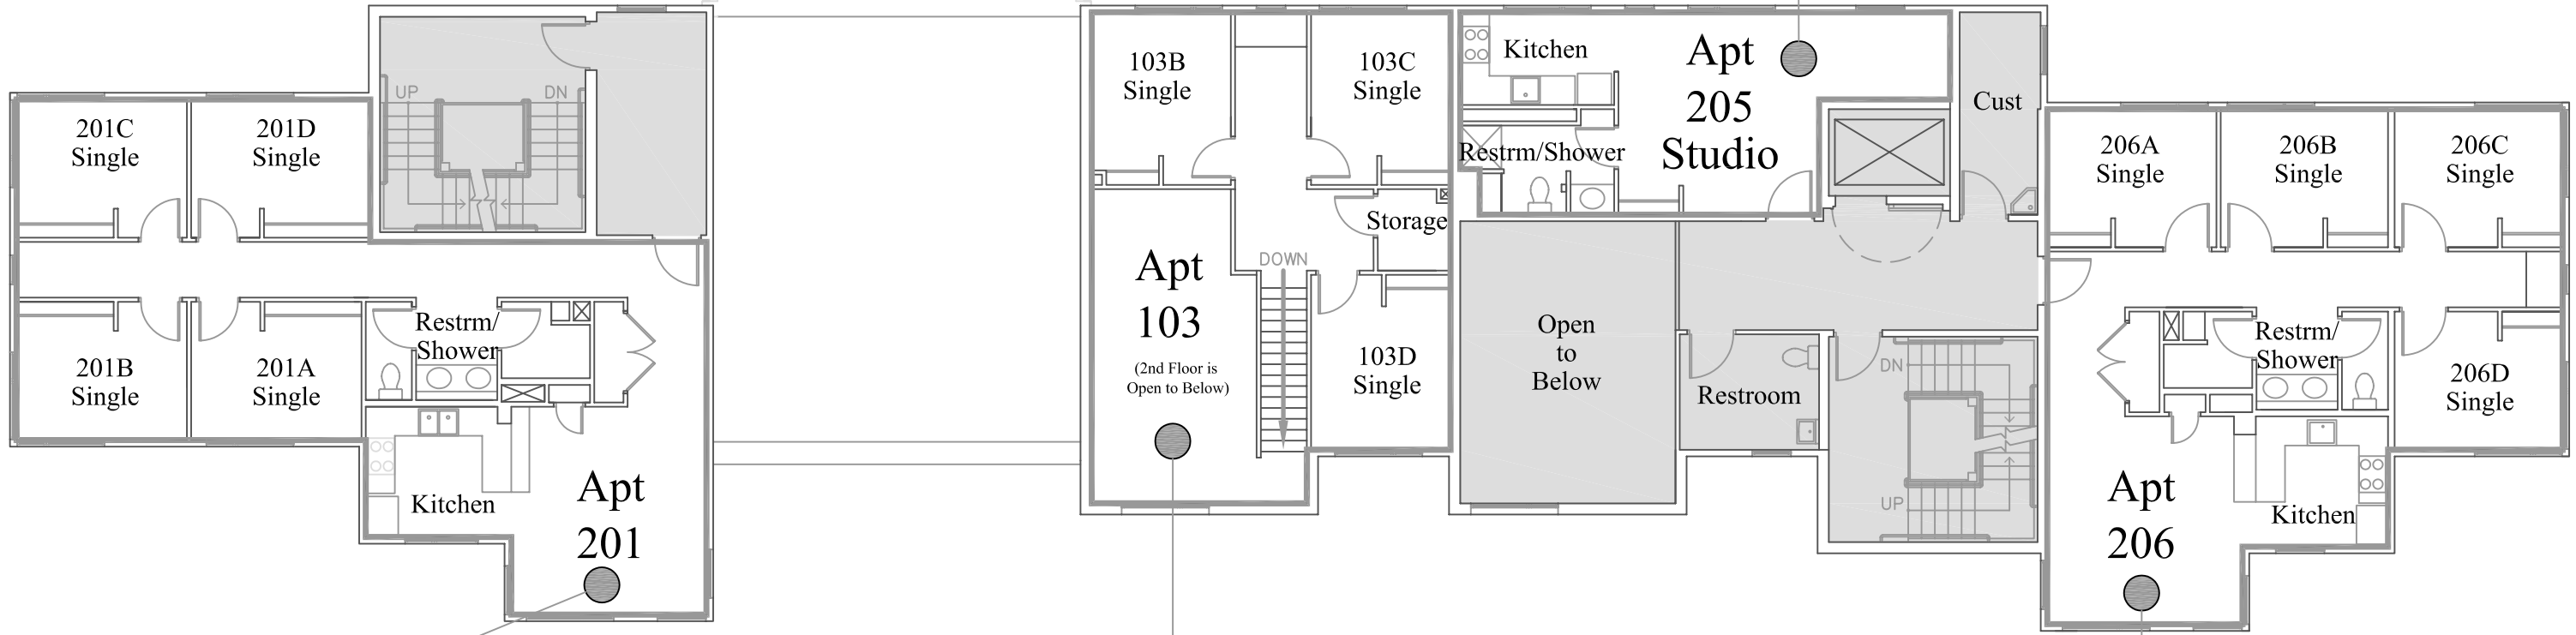 201C
Single
201D
Single
UP
DN
201B
Single
201A
Single
Restrm/
Shower
Kitchen
Apt
201
103B
Single
103C
Single
Storage
DOWN
Apt
103
(2nd Floor is
Open to Below)
103D
Single
Kitchen
Apt
205
Studio
Restrm/Shower
Cust
Open
to
Below
Restroom
DN
UP
206A
Single
206B
Single
206C
Single
Restrm/
Shower
206D
Single
Apt
206
Kitchen